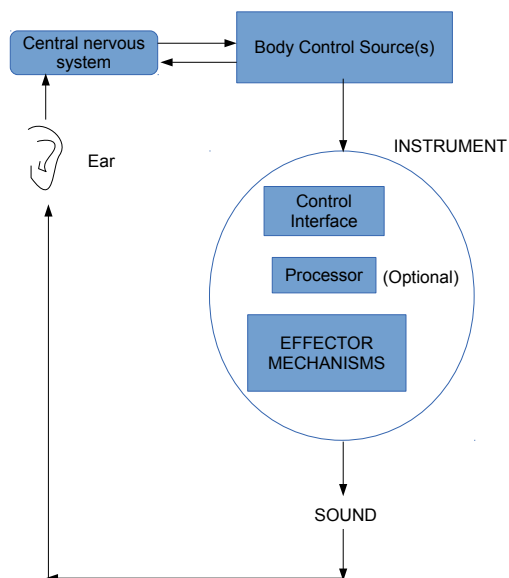 Central nervous
system
Body Control Source(s)
Ear
INSTRUMENT
Control
Interface
Processor
(Optional)
EFFECTOR
MECHANISMS
SOUND